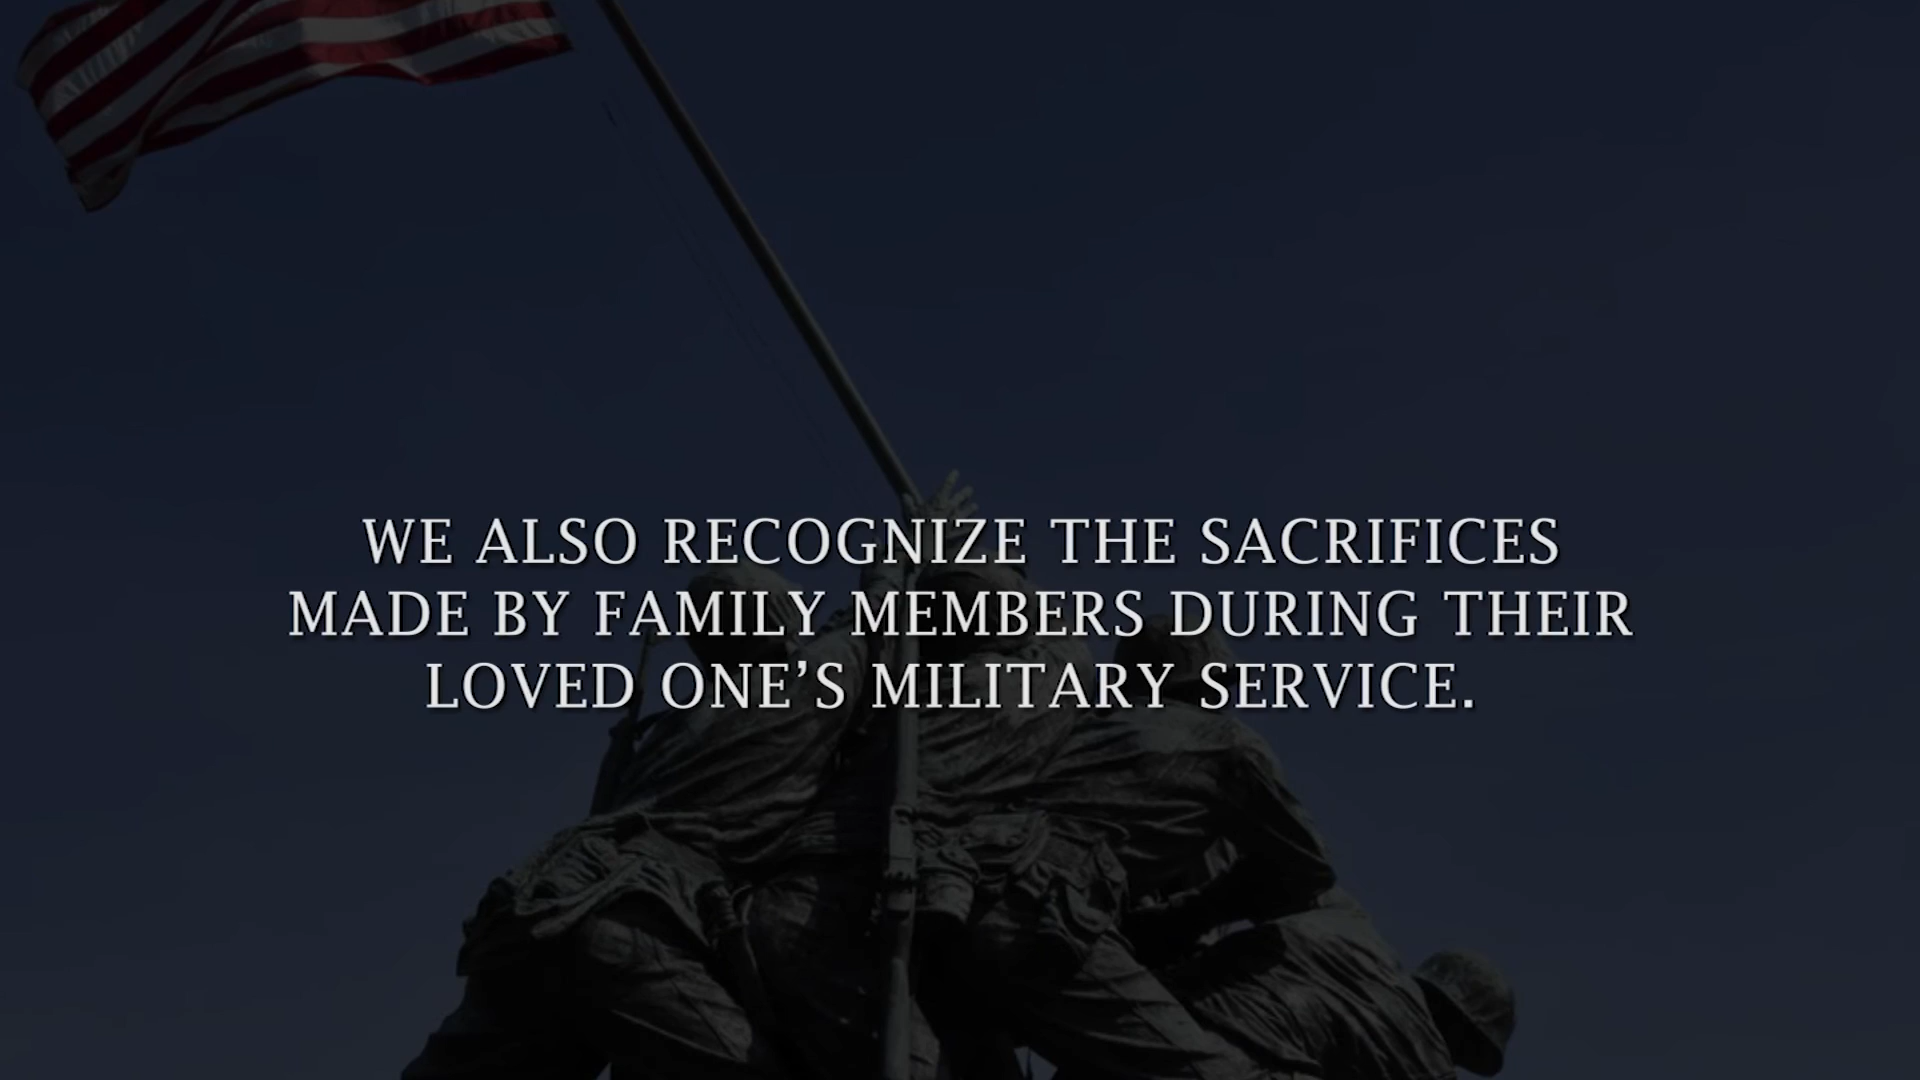 WE ALSO RECOGNIZE THE SACRIFICES
MADE BY FAMILY MEMBERS DURING THEIR
LOVED ONE’S MILITARY SERVICE.